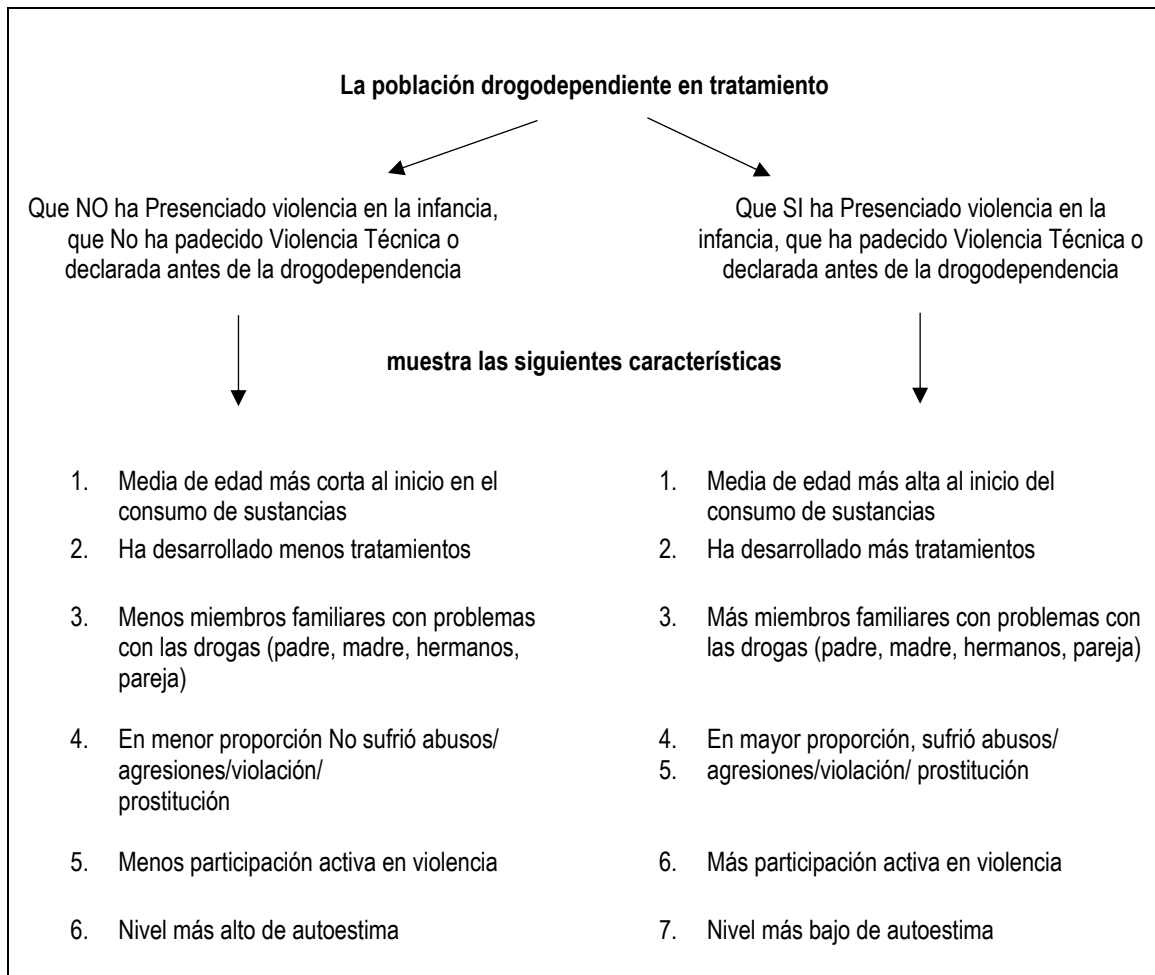 La población drogodependiente en tratamiento
Que NO ha Presenciado violencia en la infancia,
que No ha padecido Violencia Técnica o
declarada antes de la drogodependencia
Que SI ha Presenciado violencia en la
infancia, que ha padecido Violencia Técnica o
declarada antes de la drogodependencia
muestra las siguientes características
1. Media de edad más corta al inicio en el
consumo de sustancias
2. Ha desarrollado menos tratamientos
3. Menos miembros familiares con problemas
con las drogas (padre, madre, hermanos,
pareja)
4. En menor proporción No sufrió abusos/
agresiones/violación/
prostitución
5. Menos participación activa en violencia
6. Nivel más alto de autoestima
1. Media de edad más alta al inicio del
consumo de sustancias
2. Ha desarrollado más tratamientos
3. Más miembros familiares con problemas con
las drogas (padre, madre, hermanos, pareja)
4. En mayor proporción, sufrió abusos/
5. agresiones/violación/ prostitución
6. Más participación activa en violencia
7. Nivel más bajo de autoestima